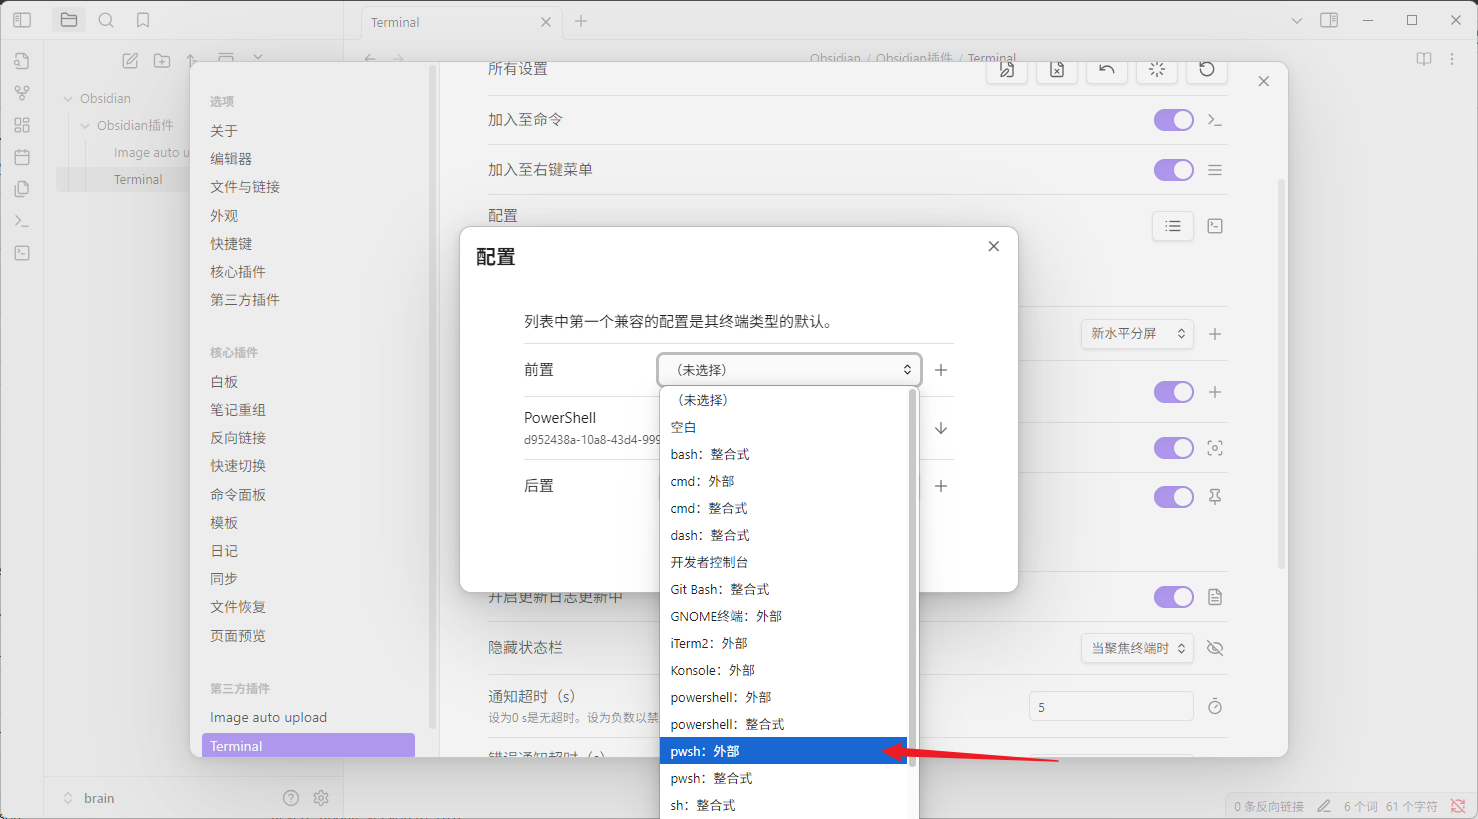 Terminal
Obsidian / Obsidian插件 / Terminal
Obsidian
Obsidian插件
Image auto u
Terminal
brain
选项
关于
编辑器
文件与链接
外观
快捷键
核心插件
第三方插件
核心插件
白板
笔记重组
反向链接
快速切换
命令面板
模板
日记
同步
文件恢复
页面预览
第三方插件
Image auto upload
Terminal
所有设置
加入至命令
加入至右键菜单
配置
新水平分屏
开启更新日志更新中
隐藏状态栏
当聚焦终端时
通知超时（s）
设为0 s是无超时。设为负数以禁
5
错误通知超时（s）
配置
列表中第一个兼容的配置是其终端类型的默认。
前置
（未选择）
PowerShell
d952438a-10a8-43d4-999
后置
（未选择）
空白
bash：整合式
cmd：外部
cmd：整合式
dash：整合式
开发者控制台
Git Bash：整合式
GNOME终端：外部
iTerm2：外部
Konsole：外部
powershell：外部
powershell：整合式
pwsh：外部
pwsh：整合式
sh：整合式
0 条反向链接
6 个词
61 个字符